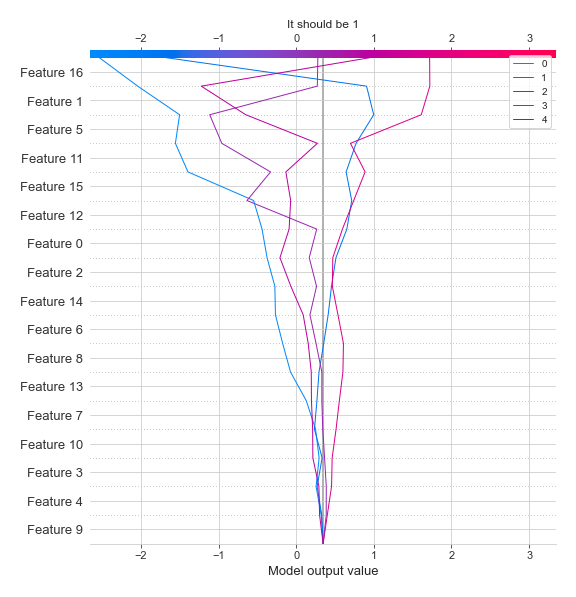 It should be 1
−2 −1 0 1 2 3
0
1
2
3
4
Feature 16
Feature 1
Feature 5
Feature 11
Feature 15
Feature 12
Feature 0
Feature 2
Feature 14
Feature 6
Feature 8
Feature 13
Feature 7
Feature 10
Feature 3
Feature 4
Feature 9
−2 −1 0 1 2 3
Model output value